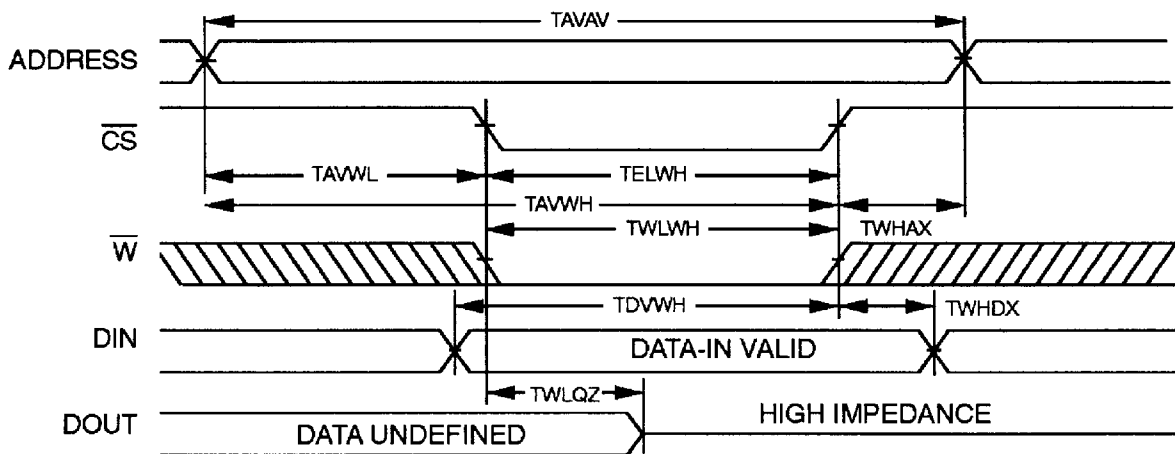 TAVAV
ADDRESS
CS
TAVWL
TELWH
TAVWH
TWLWH
TWHAX
W
TDVWH
TWHDX
DIN
DATA-IN VALID
TWLQZ
DOUT
DATA UNDEFINED
HIGH IMPEDANCE